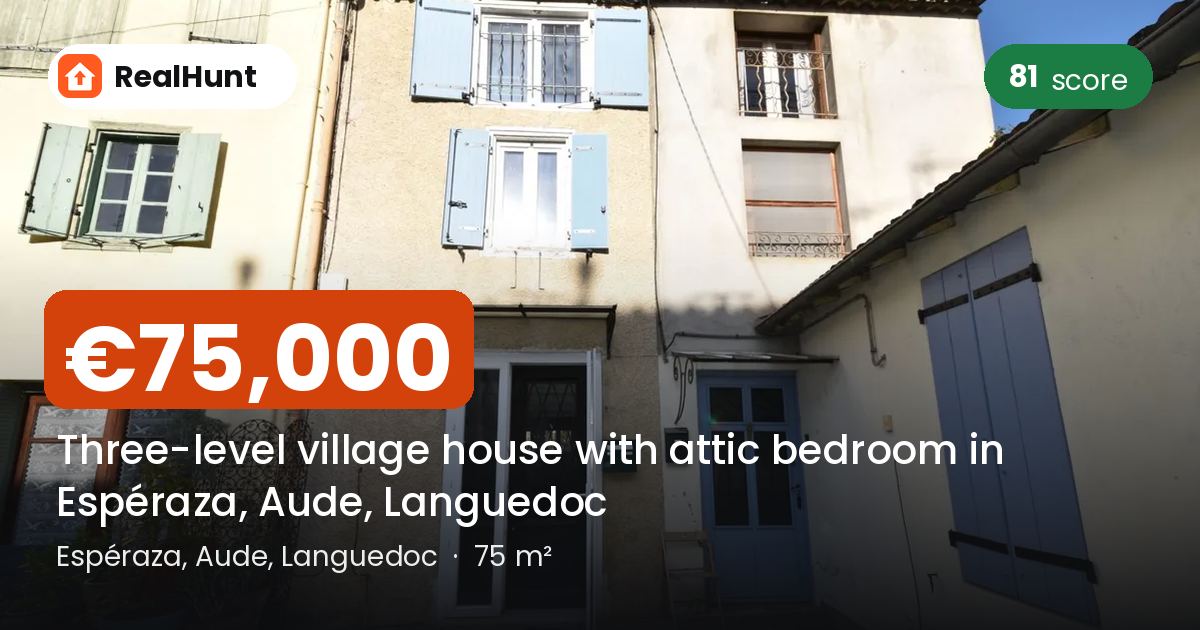 RealHunt
81 score
€75,000
Three-level village house with attic bedroom in
Espéraza, Aude, Languedoc
Espéraza, Aude, Languedoc · 75 m²